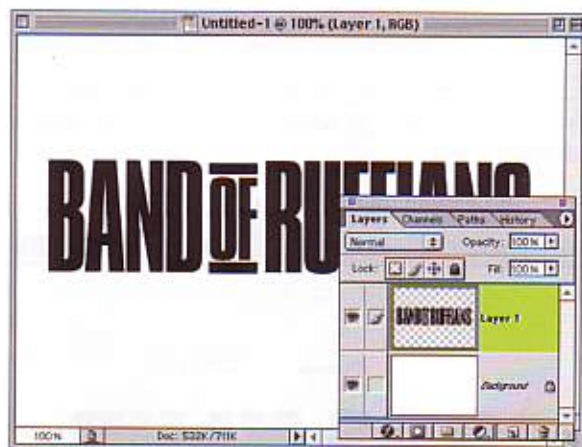 Untitled-1 @ 100% (Layer 1, RGB)
BAND OF RUFFIANS
Layers Channels Paths History
Normal Opacity: 100%
Lock: Fill: 100%
BAND OF RUFFIANS Layer 1
Background
100% Doc: 532K/711K